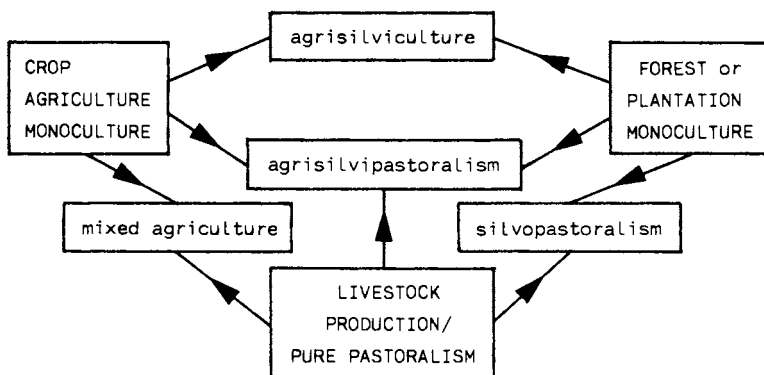 agrisilviculture
CROP
AGRICULTURE
MONOCULTURE
FOREST or
PLANTATION
MONOCULTURE
agrisilvipastoralism
mixed agriculture
silvopastoralism
LIVESTOCK
PRODUCTION/
PURE PASTORALISM